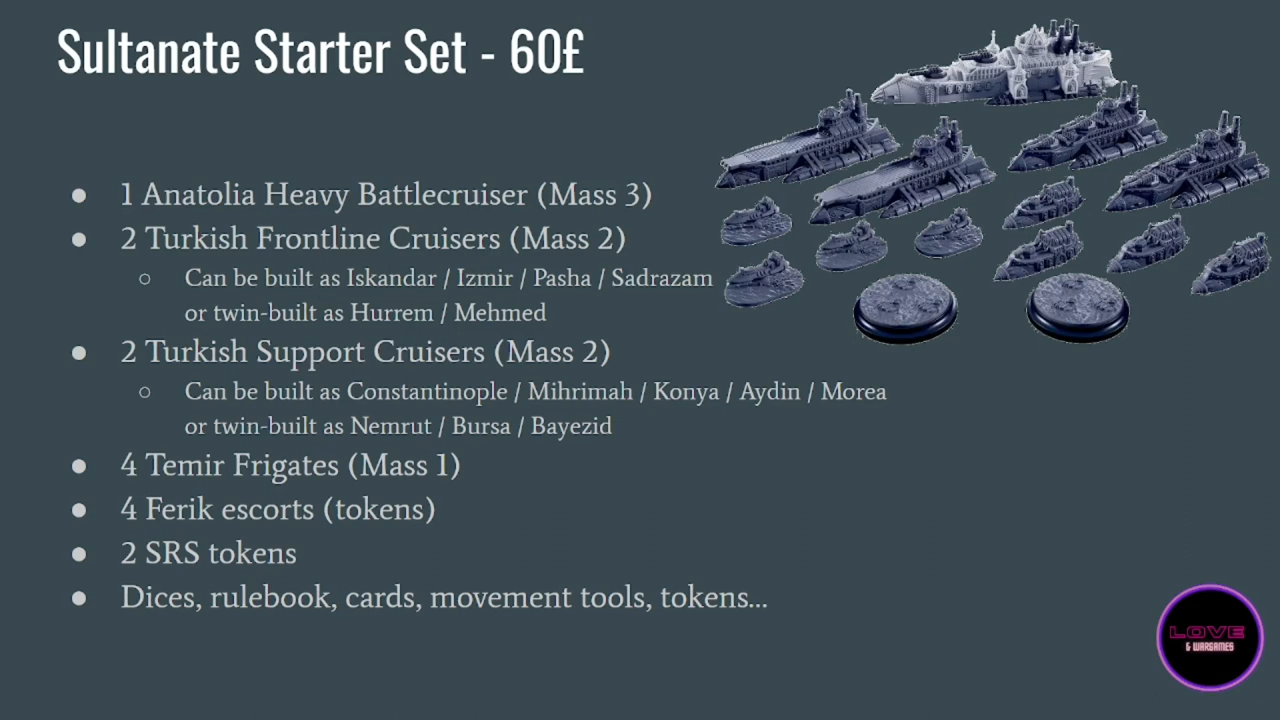 Sultanate Starter Set - 60£
● 1 Anatolia Heavy Battlecruiser (Mass 3)
● 2 Turkish Frontline Cruisers (Mass 2)
○ Can be built as Iskandar / Izmir / Pasha / Sadrazam
or twin-built as Hurrem / Mehmed
● 2 Turkish Support Cruisers (Mass 2)
○ Can be built as Constantinople / Mihrimah / Konya / Aydin / Morea
or twin-built as Nemrut / Bursa / Bayezid
● 4 Temir Frigates (Mass 1)
● 4 Ferik escorts (tokens)
● 2 SRS tokens
● Dices, rulebook, cards, movement tools, tokens...
LOVE
& WARGAMES